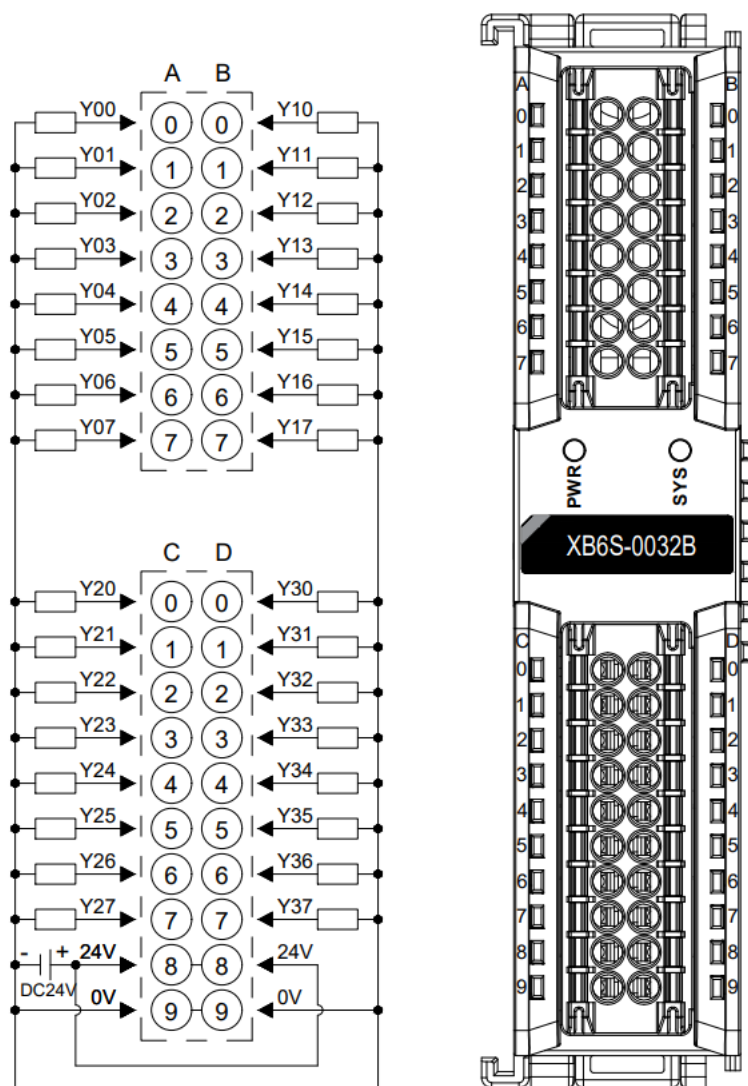 A B
Y00 0 0 Y10
Y01 1 1 Y11
Y02 2 2 Y12
Y03 3 3 Y13
Y04 4 4 Y14
Y05 5 5 Y15
Y06 6 6 Y16
Y07 7 7 Y17
C D
Y20 0 0 Y30
Y21 1 1 Y31
Y22 2 2 Y32
Y23 3 3 Y33
Y24 4 4 Y34
Y25 5 5 Y35
Y26 6 6 Y36
Y27 7 7 Y37
- + 24V 8 8 24V
DC24V
0V 9 9 0V
A B
0 0
1 1
2 2
3 3
4 4
5 5
6 6
7 7
PWR SYS
XB6S-0032B
C D
0 0
1 1
2 2
3 3
4 4
5 5
6 6
7 7
8 8
9 9